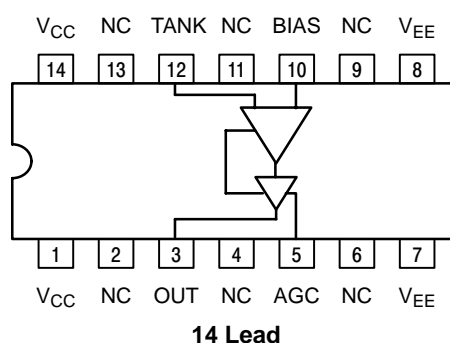 VCC NC TANK NC BIAS NC VEE
14 13 12 11 10 9 8
1 2 3 4 5 6 7
VCC NC OUT NC AGC NC VEE
14 Lead